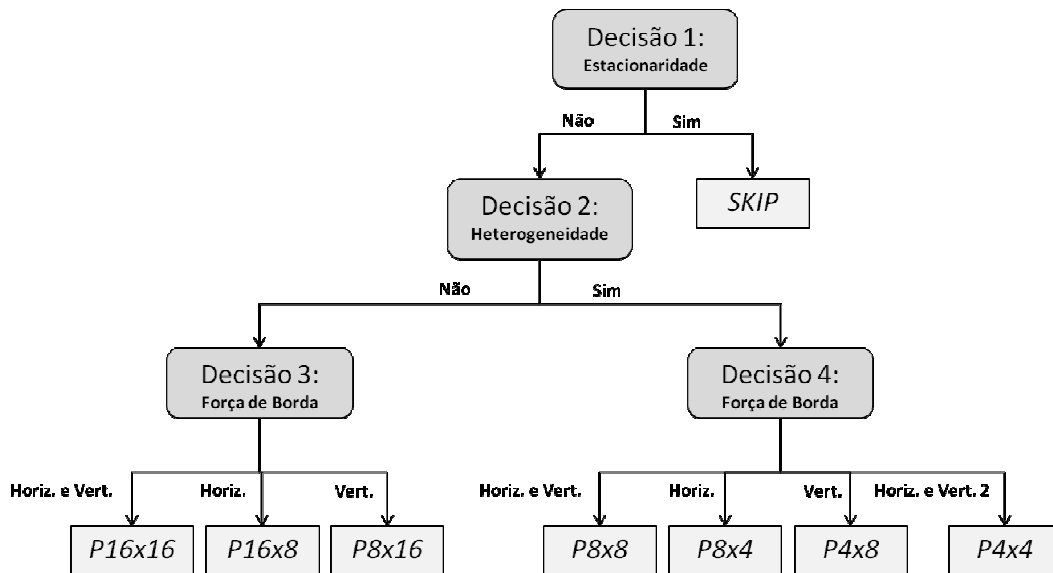 Decisão 1:
Estacionaridade
Não
Sim
SKIP
Decisão 2:
Heterogeneidade
Não
Sim
Decisão 3:
Força de Borda
Decisão 4:
Força de Borda
Horiz. e Vert.
Horiz.
Vert.
Horiz. e Vert.
Horiz.
Vert.
Horiz. e Vert. 2
P16x16
P16x8
P8x16
P8x8
P8x4
P4x8
P4x4